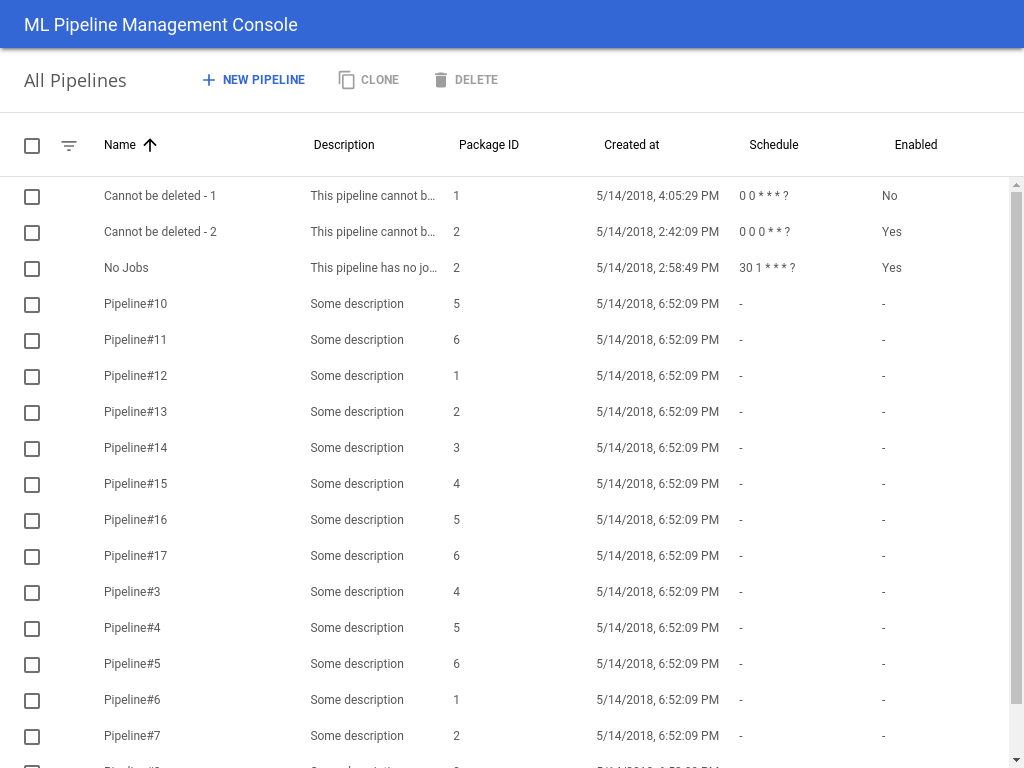 ML Pipeline Management Console
All Pipelines NEW PIPELINE CLONE DELETE
Name Description Package ID Created at Schedule Enabled
Cannot be deleted - 1 This pipeline cannot b... 1 5/14/2018, 4:05:29 PM 0 0 * * * ? No
Cannot be deleted - 2 This pipeline cannot b... 2 5/14/2018, 2:42:09 PM 0 0 0 * * ? Yes
No Jobs This pipeline has no jo... 2 5/14/2018, 2:58:49 PM 30 1 * * * ? Yes
Pipeline#10 Some description 5 5/14/2018, 6:52:09 PM - -
Pipeline#11 Some description 6 5/14/2018, 6:52:09 PM - -
Pipeline#12 Some description 1 5/14/2018, 6:52:09 PM - -
Pipeline#13 Some description 2 5/14/2018, 6:52:09 PM - -
Pipeline#14 Some description 3 5/14/2018, 6:52:09 PM - -
Pipeline#15 Some description 4 5/14/2018, 6:52:09 PM - -
Pipeline#16 Some description 5 5/14/2018, 6:52:09 PM - -
Pipeline#17 Some description 6 5/14/2018, 6:52:09 PM - -
Pipeline#3 Some description 4 5/14/2018, 6:52:09 PM - -
Pipeline#4 Some description 5 5/14/2018, 6:52:09 PM - -
Pipeline#5 Some description 6 5/14/2018, 6:52:09 PM - -
Pipeline#6 Some description 1 5/14/2018, 6:52:09 PM - -
Pipeline#7 Some description 2 5/14/2018, 6:52:09 PM - -